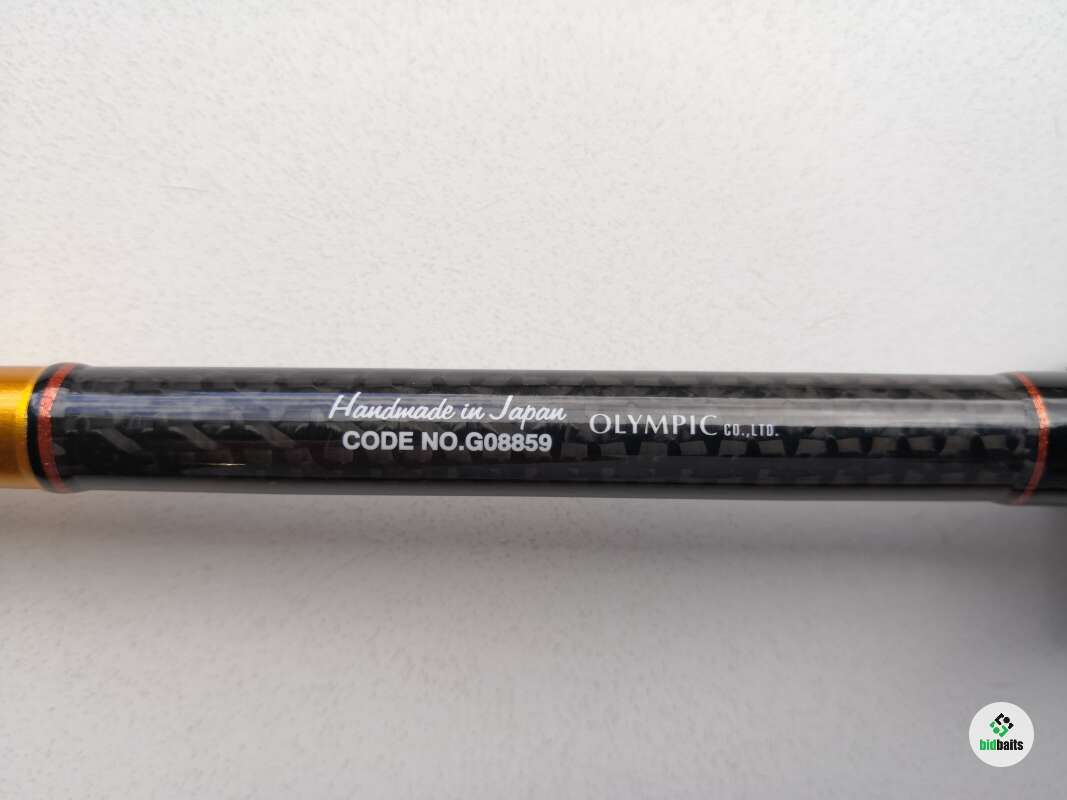 Handmade in Japan
CODE NO.G08859
OLYMPIC CO.,LTD.
bidbaits